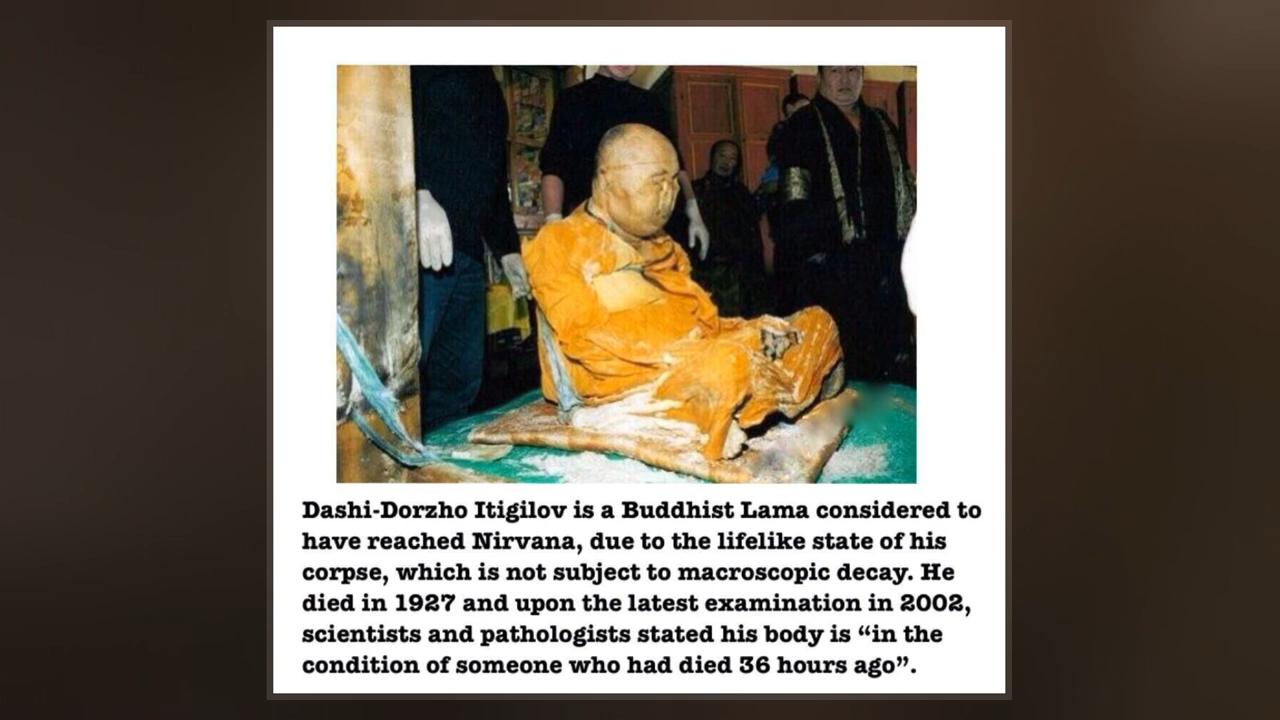 Dashi-Dorzho Itigilov is a Buddhist Lama considered to
have reached Nirvana, due to the lifelike state of his
corpse, which is not subject to macroscopic decay. He
died in 1927 and upon the latest examination in 2002,
scientists and pathologists stated his body is “in the
condition of someone who had died 36 hours ago”.